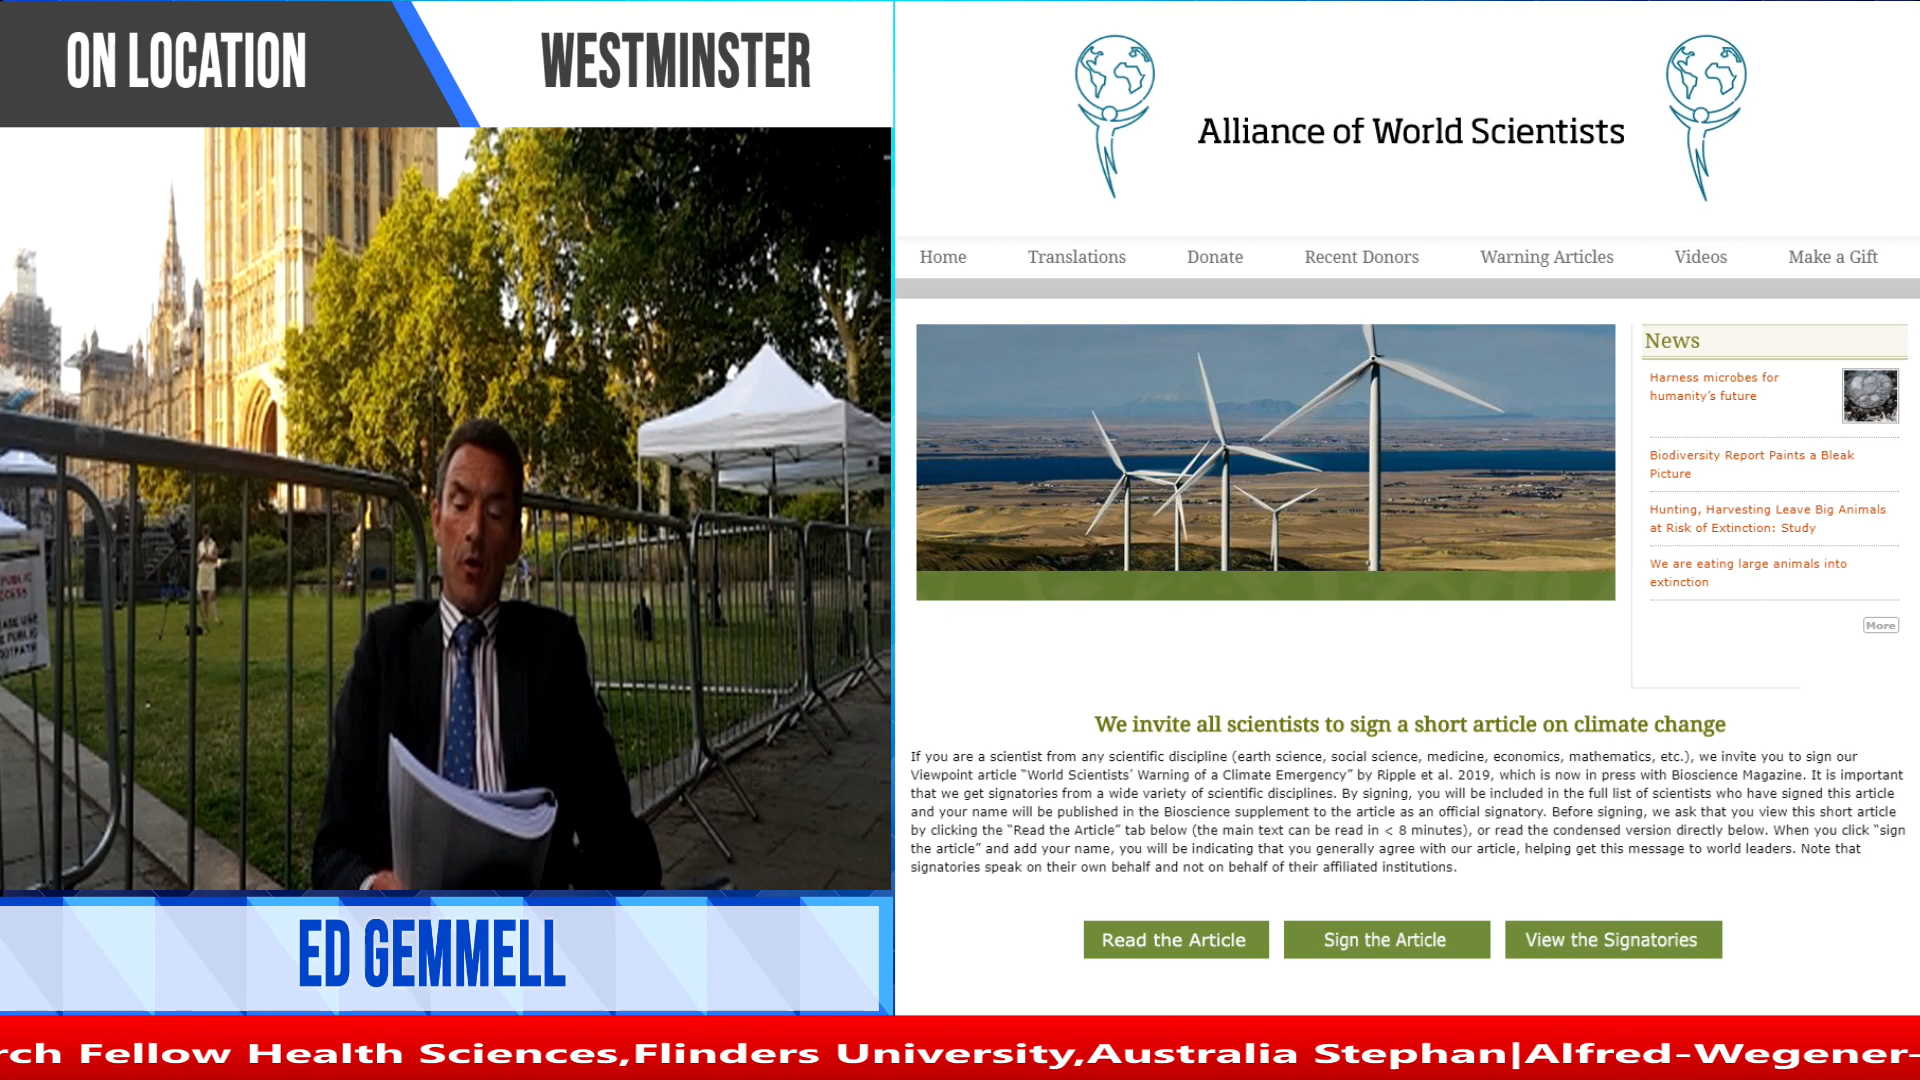 ON LOCATION
WESTMINSTER
ED GEMMELL
Alliance of World Scientists
Home
Translations
Donate
Recent Donors
Warning Articles
Videos
Make a Gift
News
Harness microbes for
humanity’s future
Biodiversity Report Paints a Bleak
Picture
Hunting, Harvesting Leave Big Animals
at Risk of Extinction: Study
We are eating large animals into
extinction
More
We invite all scientists to sign a short article on climate change
If you are a scientist from any scientific discipline (earth science, social science, medicine, economics, mathematics, etc.), we invite you to sign our
Viewpoint article “World Scientists’ Warning of a Climate Emergency” by Ripple et al. 2019, which is now in press with Bioscience Magazine. It is important
that we get signatories from a wide variety of scientific disciplines. By signing, you will be included in the full list of scientists who have signed this article
and your name will be published in the Bioscience supplement to the article as an official signatory. Before signing, we ask that you view this short article
by clicking the “Read the Article” tab below (the main text can be read in < 8 minutes), or read the condensed version directly below. When you click “sign
the article” and add your name, you will be indicating that you generally agree with our article, helping get this message to world leaders. Note that
signatories speak on their own behalf and not on behalf of their affiliated institutions.
Read the Article
Sign the Article
View the Signatories
rch Fellow Health Sciences,Flinders University,Australia Stephan|Alfred-Wegener-